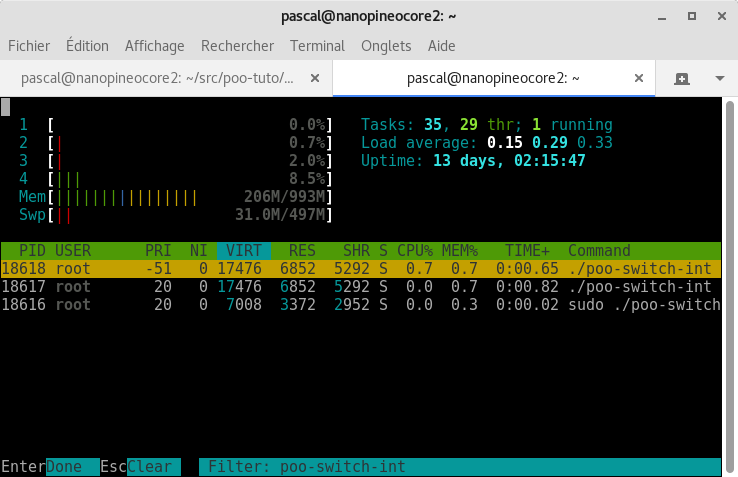 pascal@nanopineocore2: ~
Fichier Édition Affichage Rechercher Terminal Onglets Aide
pascal@nanopineocore2: ~/src/poo-tuto/... × pascal@nanopineocore2: ~ ×
1 [ 0.0%] Tasks: 35, 29 thr; 1 running
2 [| 0.7%] Load average: 0.15 0.29 0.33
3 [| 2.0%] Uptime: 13 days, 02:15:47
4 [||| 8.5%]
Mem[|||||||||||||||| 206M/993M]
Swp[|| 31.0M/497M]
PID USER PRI NI VIRT RES SHR S CPU% MEM% TIME+ Command
18618 root -51 0 17476 6852 5292 S 0.7 0.7 0:00.65 ./poo-switch-int
18617 root 20 0 17476 6852 5292 S 0.0 0.7 0:00.82 ./poo-switch-int
18616 root 20 0 7008 3372 2952 S 0.0 0.3 0:00.02 sudo ./poo-switch
EnterDone EscClear Filter: poo-switch-int